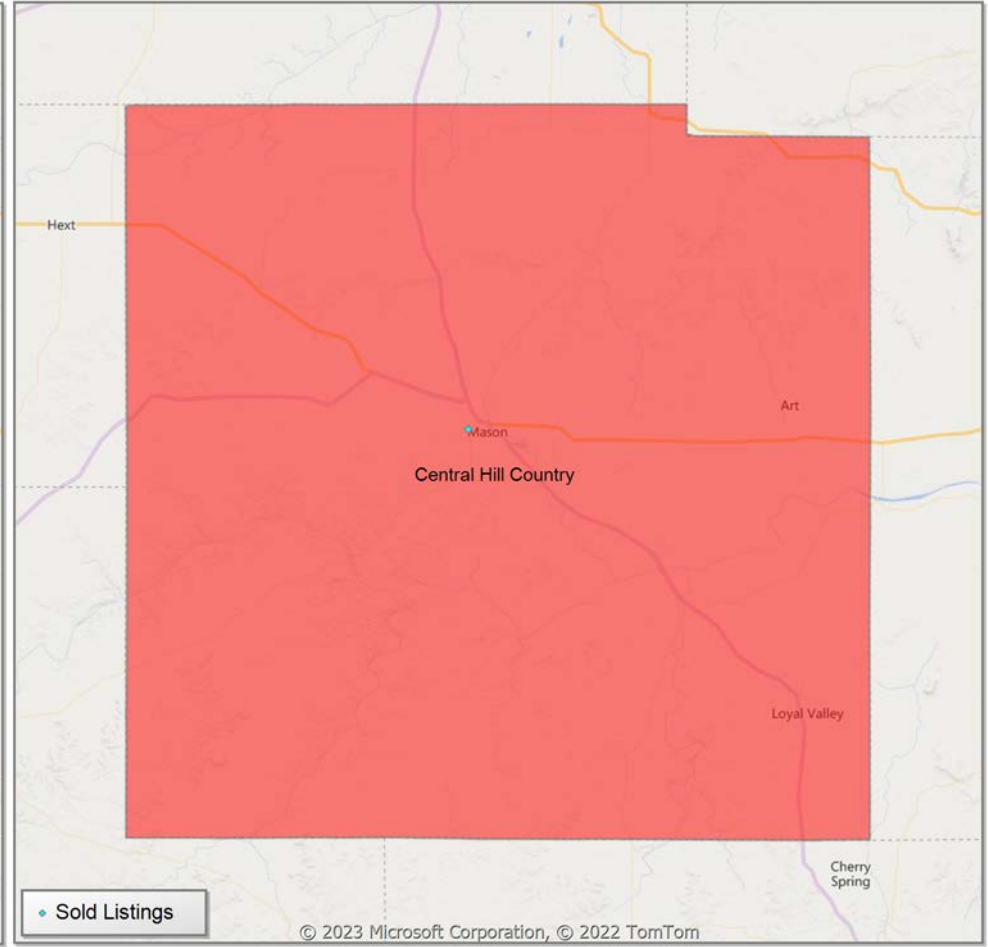 Hext
Art
Mason
Central Hill Country
Loyal Valley
Cherry
Spring
Sold Listings
© 2023 Microsoft Corporation, © 2022 TomTom